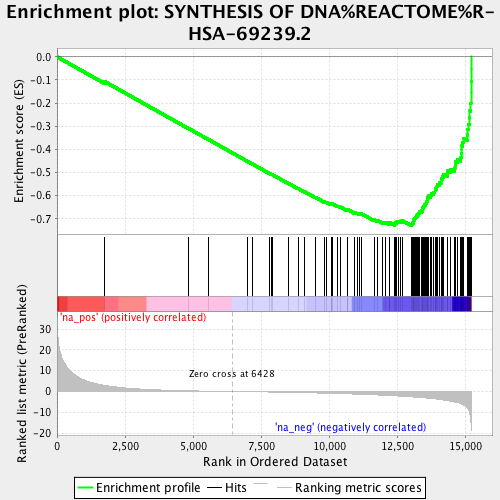 Enrichment plot: SYNTHESIS OF DNA%REACTOME%R-
HSA-69239.2
Enrichment score (ES)
0.0
-0.1
-0.2
-0.3
-0.4
-0.5
-0.6
-0.7
'na_pos' (positively correlated)
Ranked list metric (PreRanked)
30
20
10
0
-10
-20
Zero cross at 6428
'na_neg' (negatively correlated)
0
2,500
5,000
7,500
10,000
12,500
15,000
Rank in Ordered Dataset
Enrichment profile
Hits
Ranking metric scores